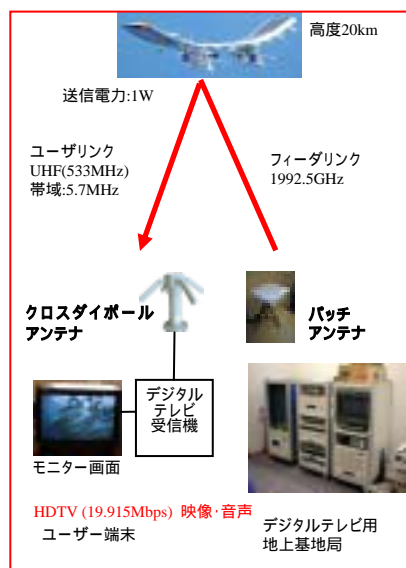 高度20km
送信電力:1W
ユーザリンク
UHF(533MHz)
帯域:5.7MHz
フィーダリンク
1992.5GHz
クロスダイポール
アンテナ
パッチ
アンテナ
デジタル
テレビ
受信機
モニター画面
HDTV (19.915Mbps) 映像・音声
ユーザー端末
デジタルテレビ用
地上基地局